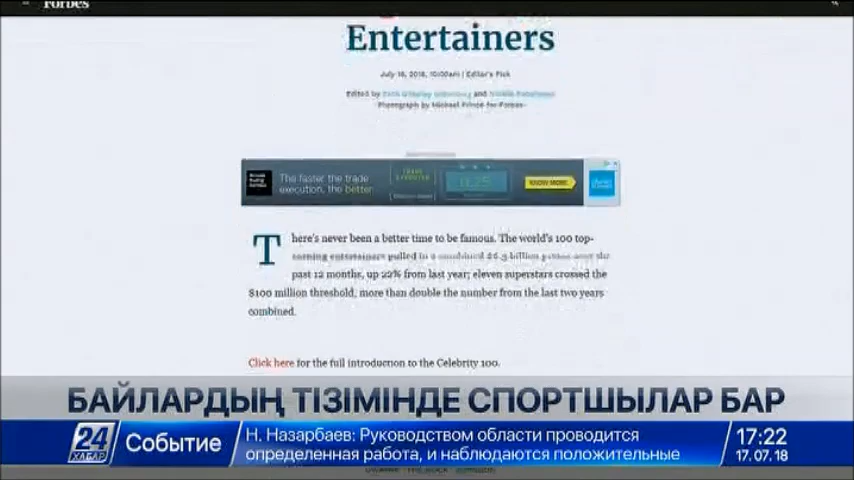 Forbes
Entertainers
July 16, 2018, 10:00am | Editor's Pick
Edited by and
Photograph by Michael Prince for Forbes
The faster the trade
execution, the better
TRADE
EXECUTED
0.25
KNOW MORE
There's never been a better time to be famous. The world's 100 top-
earning entertainers pulled in a combined $6.3 billion pretax over the
past 12 months, up 22% from last year; eleven superstars crossed the
$100 million threshold, more than double the number from the last two years
combined.
Click here for the full introduction to the Celebrity 100.
БАЙЛАРДЫҢ ТІЗІМІНДЕ СПОРТШЫЛАР БАР
24
ХАБАР
Событие
Н. Назарбаев: Руководством области проводится
определенная работа, и наблюдаются положительные
17:22
17.07.18